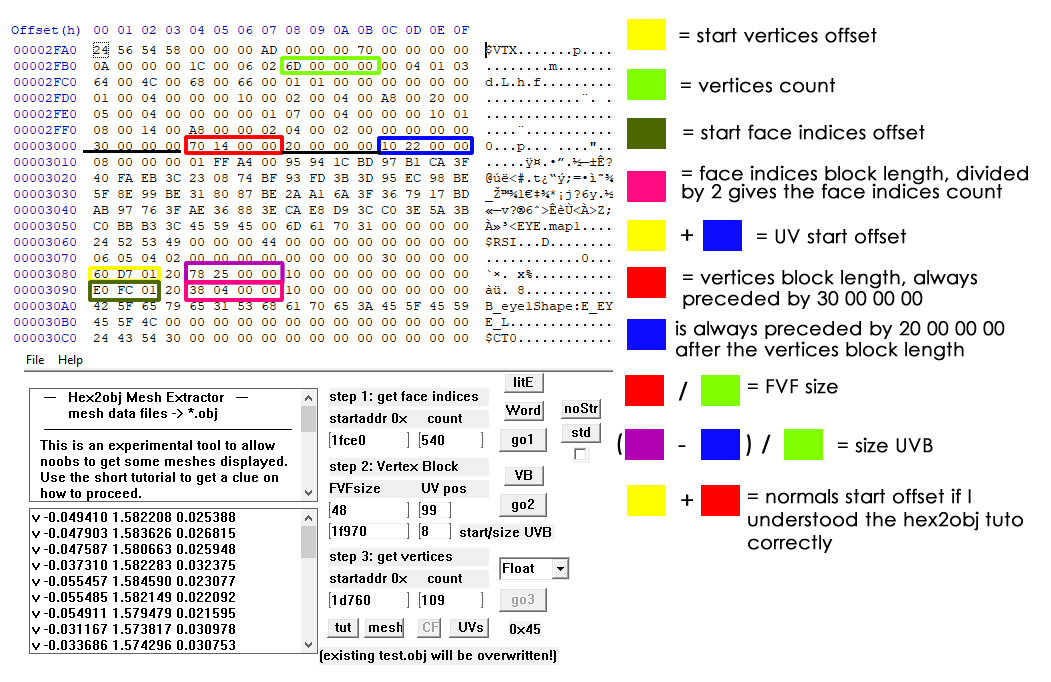 Offset(h) 00 01 02 03 04 05 06 07 08 09 0A 0B 0C 0D 0E 0F
00002FA0 24 56 54 58 00 00 00 AD 00 00 00 70 00 00 00 00 $VTX.......p....
00002FB0 0A 00 00 00 1C 00 06 02 6D 00 00 00 00 04 01 03 ........m.......
00002FC0 64 00 4C 00 68 00 66 00 01 01 00 00 00 00 00 00 d.L.h.f.........
00002FD0 01 00 04 00 00 00 10 00 02 00 04 00 A8 00 20 00 ............¨. .
00002FE0 05 00 04 00 00 00 00 00 04 00 00 00 00 00 10 01 ................
00002FF0 08 00 14 00 A8 00 00 02 04 00 02 00 00 00 00 00 ....¨...........
00003000 30 00 00 00 70 14 00 00 20 00 00 00 10 22 00 00 0...p... ...."..
00003010 08 00 00 00 01 FF A4 00 95 94 1C BD 97 B1 CA 3F .....ÿ¤.•”.½—±Ê?
00003020 40 FA EB 3C 23 08 74 BF 93 FD 3B 3D 95 EC 98 BE @úë<#.t¿“ý;=•ì˜¾
00003030 5F 8E 99 BE 31 80 87 BE 2A A1 6A 3F 36 79 17 BD _Ž™¾1€‡¾*¡j?6y.½
00003040 AB 97 76 3F AE 36 88 3E CA E8 D9 3C C0 3E 5A 3B «—v?®6ˆ>ÊèÙ<À>Z;
00003050 C0 BB B3 3C 45 59 45 00 6D 61 70 31 00 00 00 00 À»³<EYE.map1....
00003060 24 52 53 49 00 00 00 44 00 00 00 00 00 00 00 00 $RSI...D........
00003070 06 05 04 02 00 00 00 00 00 00 00 00 30 00 00 00 ............0...
00003080 60 D7 01 20 78 25 00 00 10 00 00 00 00 00 00 00 `×. x%..........
00003090 E0 FC 01 20 38 04 00 00 10 00 00 00 00 00 00 00 àü. 8...........
000030A0 42 5F 65 79 65 31 53 68 61 70 65 3A 45 5F 45 59 B_eye1Shape:E_EY
000030B0 45 5F 4C 00 00 00 00 00 00 00 00 00 00 00 00 00 E_L.............
000030C0 24 43 54 30 00 00 00 00 00 00 00 00 00 00 00 00 $CT0............
= start vertices offset
= vertices count
= start face indices offset
= face indices block length, divided
by 2 gives the face indices count
+ = UV start offset
= vertices block length, always
preceded by 30 00 00 00
is always preceded by 20 00 00 00
after the vertices block length
/ = FVF size
( - ) / = size UVB
+ = normals start offset if I
understood the hex2obj tuto
correctly
File Help
— Hex2obj Mesh Extractor —
mesh data files -> *.obj
This is an experimental tool to allow
noobs to get some meshes displayed.
Use the short tutorial to get a clue on
how to proceed.
v -0.049410 1.582208 0.025388
v -0.047903 1.583626 0.026815
v -0.047587 1.580663 0.025948
v -0.037310 1.582283 0.032375
v -0.055457 1.584590 0.023077
v -0.055485 1.582149 0.022092
v -0.054911 1.579479 0.021595
v -0.031167 1.573817 0.030978
v -0.033686 1.574296 0.030753
step 1: get face indices
startaddr 0x count
1fce0 540
step 2: Vertex Block
FVFsize UV pos
48 99
1f970 8 start/size UVB
step 3: get vertices
startaddr 0x count
1d760 109
tut mesh CF UVs 0x45
(existing test.obj will be overwritten!)
litE
Word noStr
go1 std
VB
go2
Float
go3